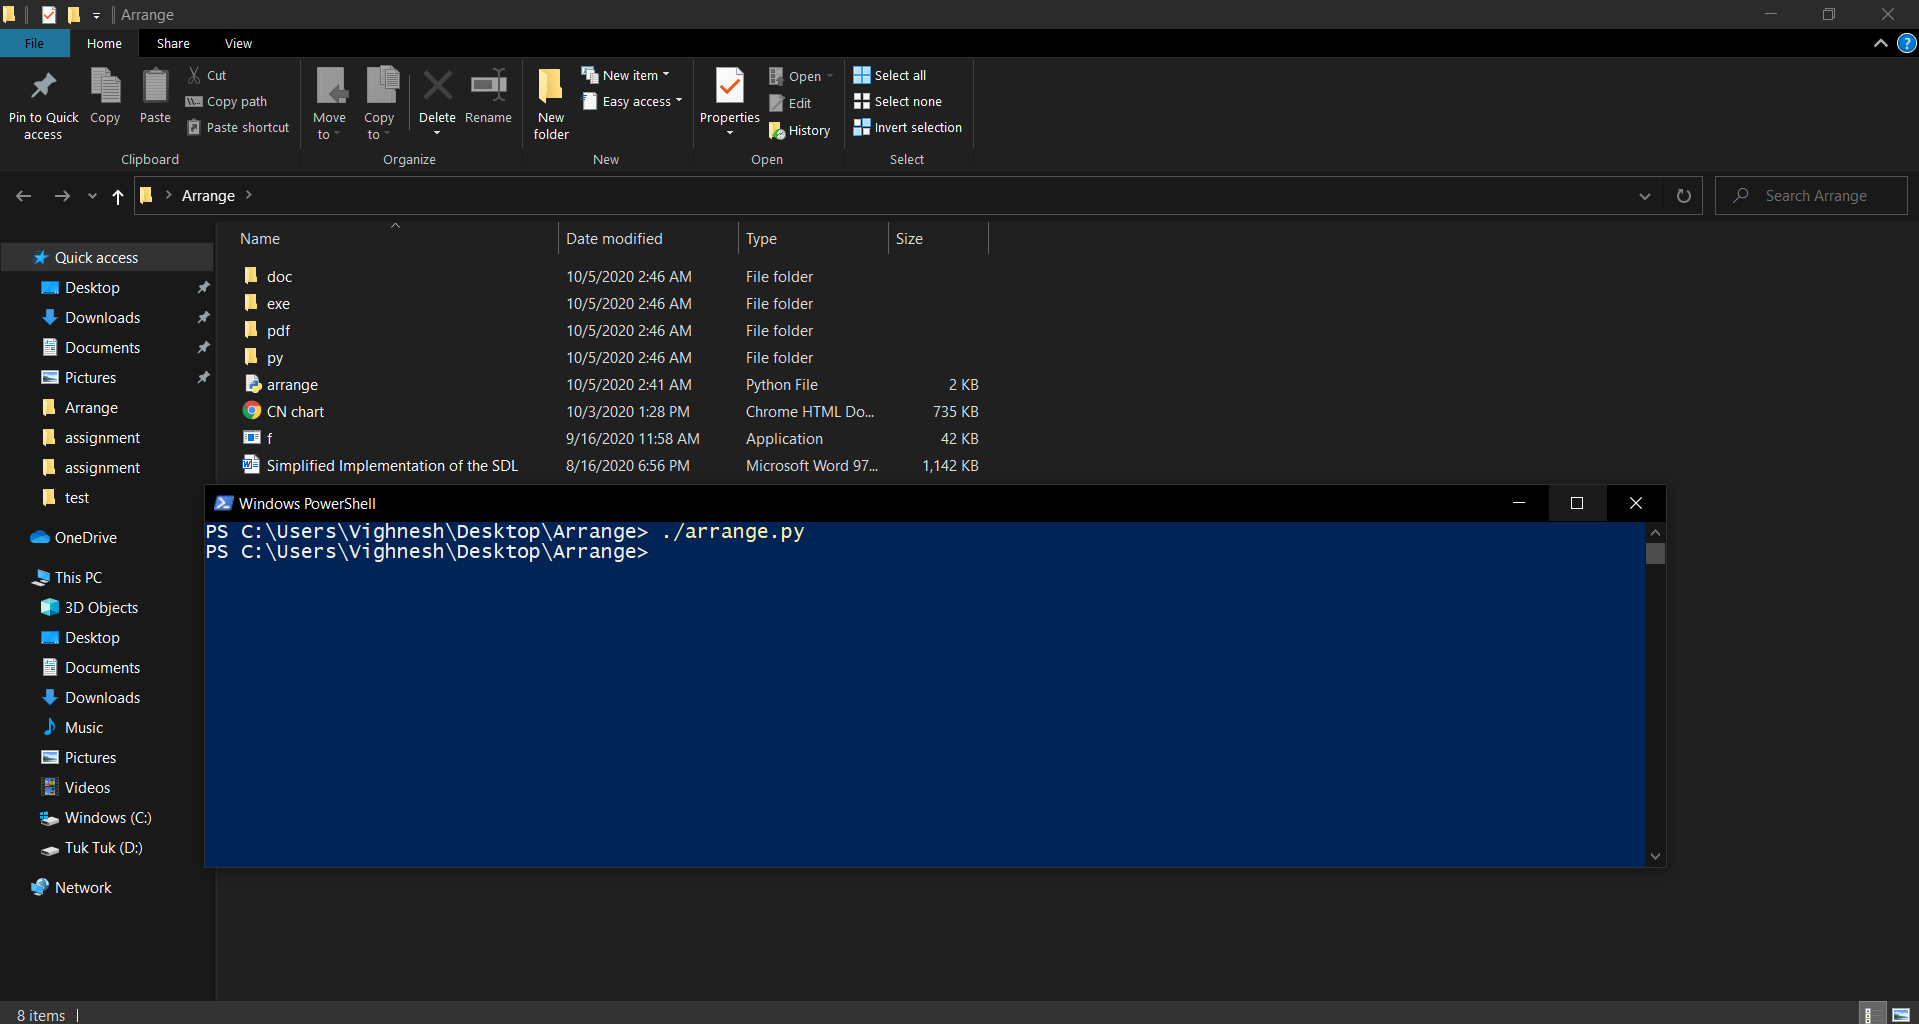 Arrange
File Home Share View
Pin to Quick access
Copy
Paste
Cut
Copy path
Paste shortcut
Clipboard
Move to
Copy to
Delete
Rename
Organize
New folder
New item
Easy access
New
Properties
Open
Edit
History
Open
Select all
Select none
Invert selection
Select
Arrange
Search Arrange
Name Date modified Type Size
doc 10/5/2020 2:46 AM File folder
exe 10/5/2020 2:46 AM File folder
pdf 10/5/2020 2:46 AM File folder
py 10/5/2020 2:46 AM File folder
arrange 10/5/2020 2:41 AM Python File 2 KB
CN chart 10/3/2020 1:28 PM Chrome HTML Do... 735 KB
f 9/16/2020 11:58 AM Application 42 KB
Simplified Implementation of the SDL 8/16/2020 6:56 PM Microsoft Word 97... 1,142 KB
Quick access
Desktop
Downloads
Documents
Pictures
Arrange
assignment
assignment
test
OneDrive
This PC
3D Objects
Desktop
Documents
Downloads
Music
Pictures
Videos
Windows (C:)
Tuk Tuk (D:)
Network
Windows PowerShell
PS C:\Users\Vighnesh\Desktop\Arrange> ./arrange.py
PS C:\Users\Vighnesh\Desktop\Arrange>
8 items